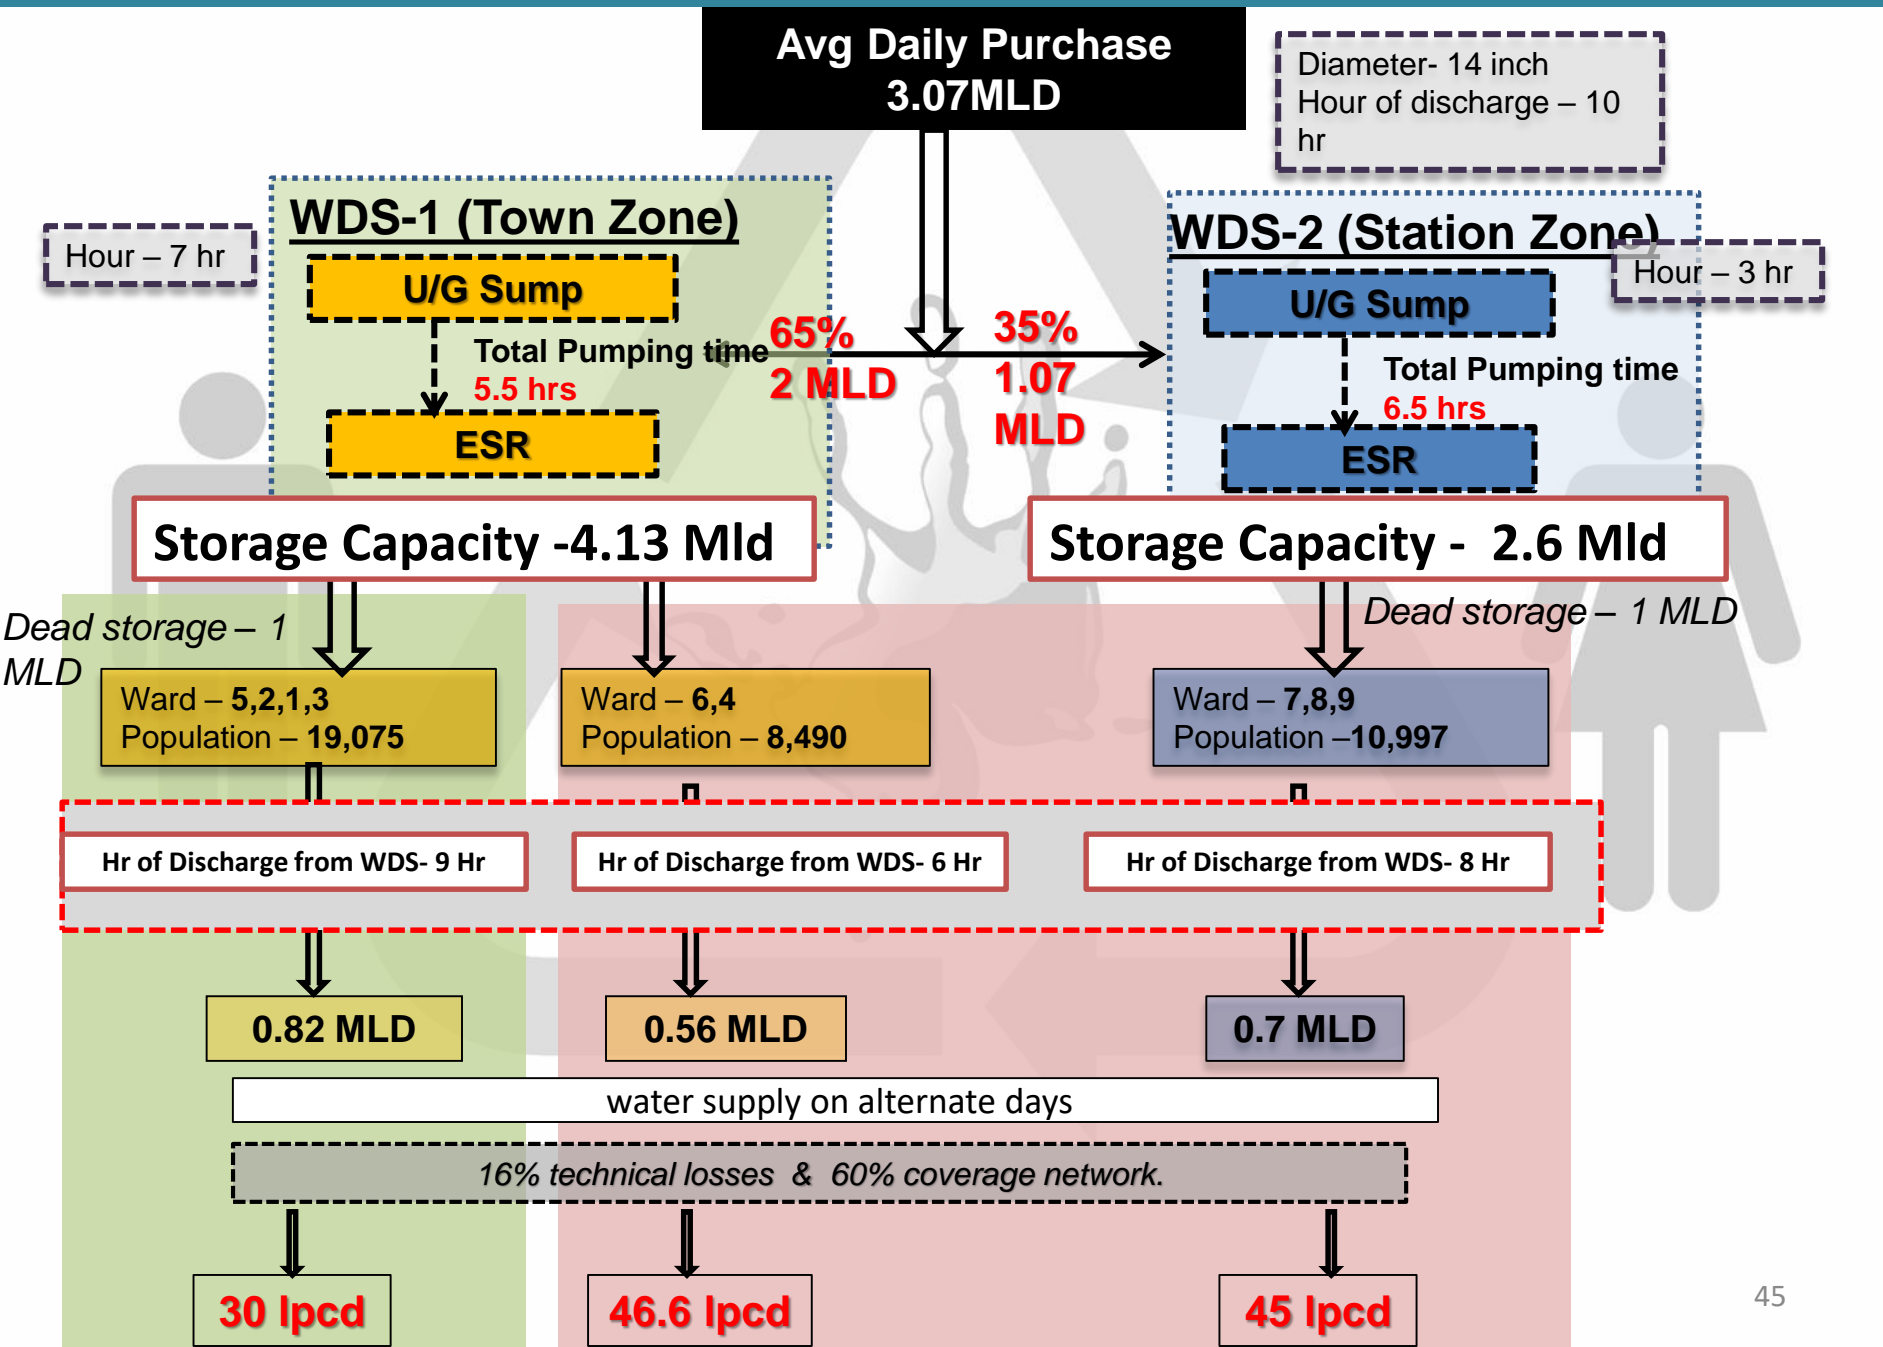 Avg Daily Purchase
3.07MLD
Diameter- 14 inch
Hour of discharge – 10
hr
WDS-1 (Town Zone)
Hour – 7 hr
U/G Sump
Total Pumping time
5.5 hrs
ESR
65%
2 MLD
35%
1.07
MLD
WDS-2 (Station Zone)
Hour – 3 hr
U/G Sump
Total Pumping time
6.5 hrs
ESR
Storage Capacity -4.13 Mld
Storage Capacity - 2.6 Mld
Dead storage – 1
MLD
Dead storage – 1 MLD
Ward – 5,2,1,3
Population – 19,075
Ward – 6,4
Population – 8,490
Ward – 7,8,9
Population –10,997
Hr of Discharge from WDS- 9 Hr
Hr of Discharge from WDS- 6 Hr
Hr of Discharge from WDS- 8 Hr
0.82 MLD
0.56 MLD
0.7 MLD
water supply on alternate days
16% technical losses & 60% coverage network.
30 lpcd
46.6 lpcd
45 lpcd
45